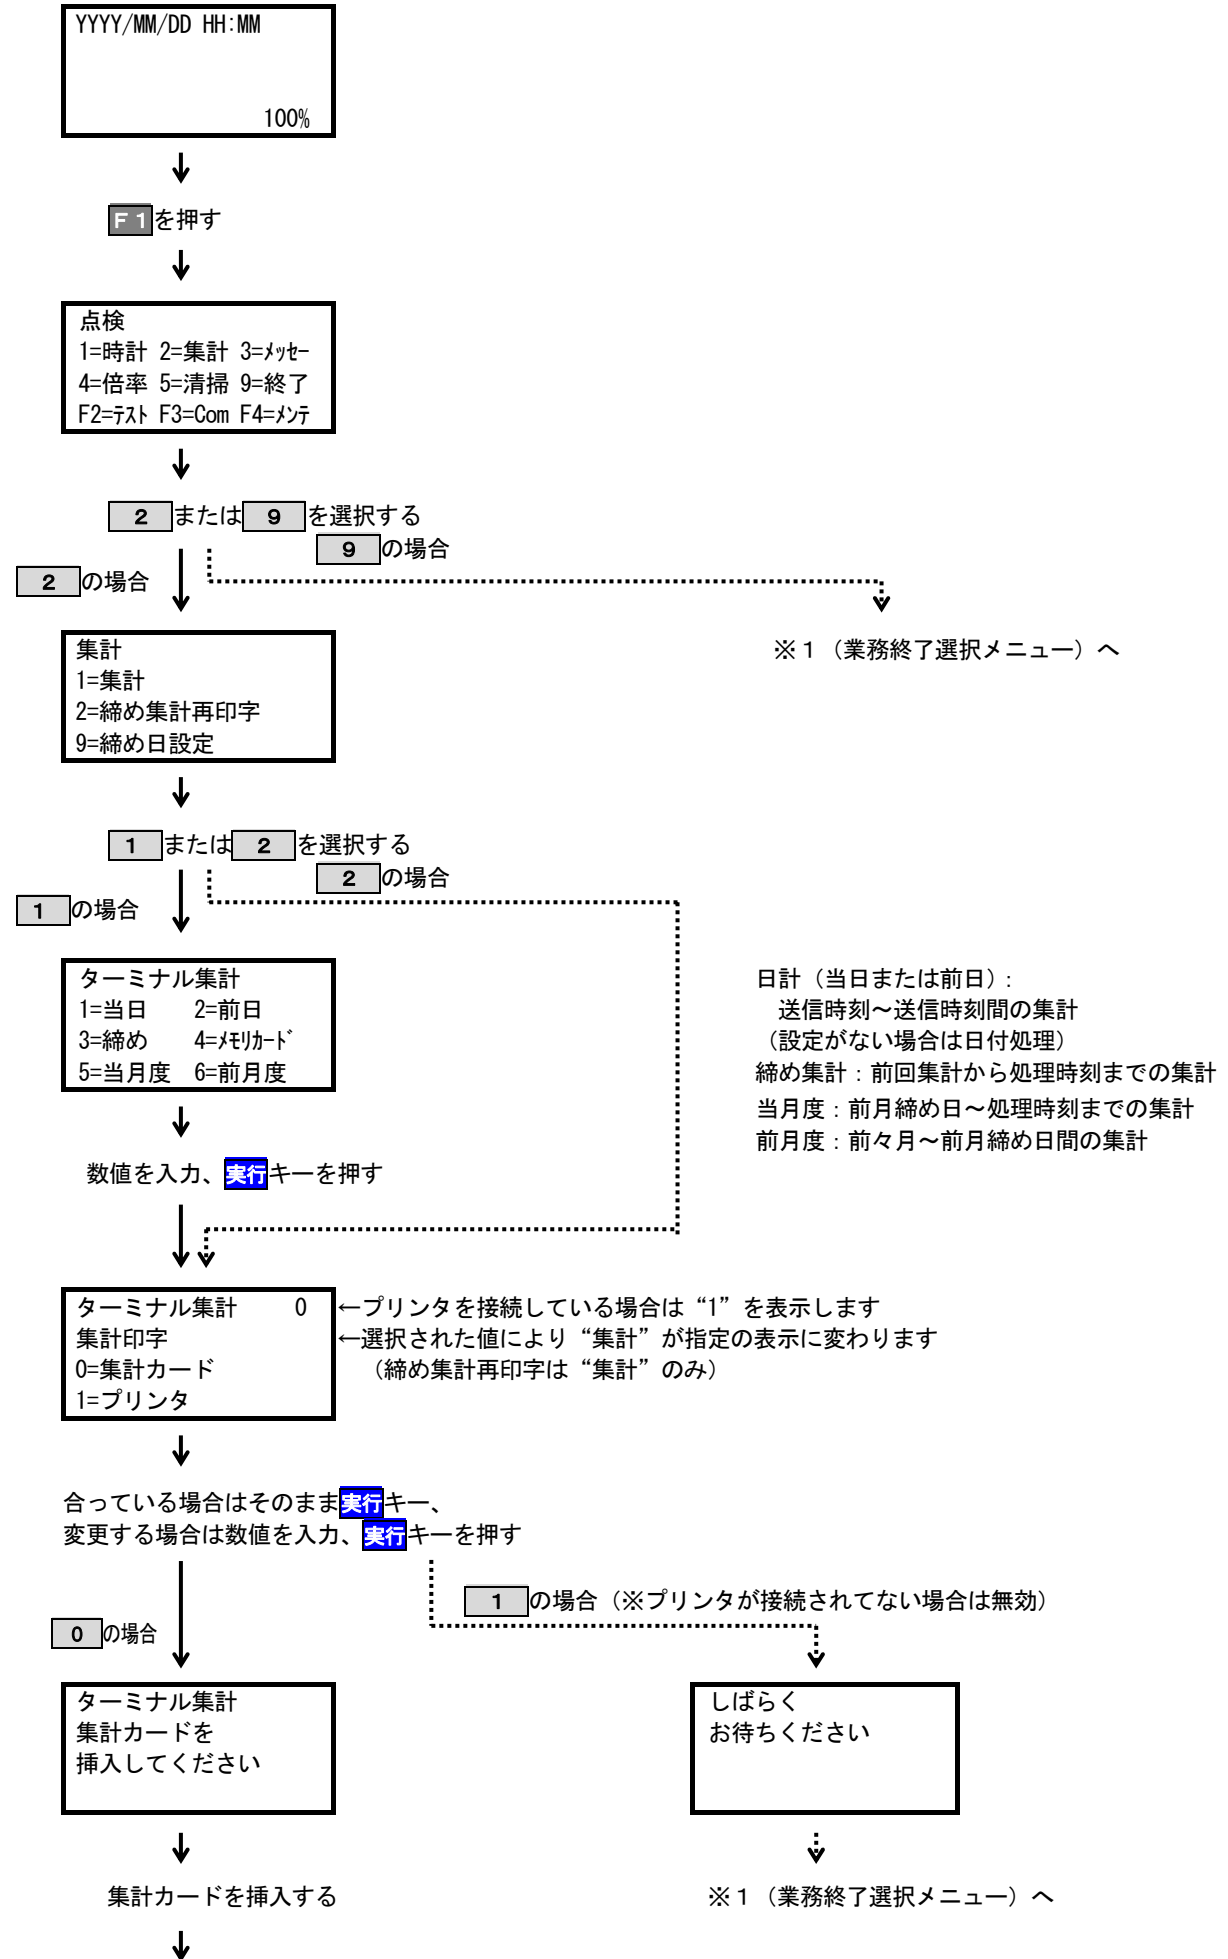 YYYY/MM/DD HH:MM
100%
F1を押す
点検
1=時計 2=集計 3=ﾒｯｾｰ
4=倍率 5=清掃 9=終了
F2=ﾃｽﾄ F3=Com F4=ﾒﾝﾃ
2 または 9 を選択する
9 の場合
2 の場合
※１（業務終了選択メニュー）へ
集計
1=集計
2=締め集計再印字
9=締め日設定
1 または 2 を選択する
2 の場合
1 の場合
ターミナル集計
1=当日 2=前日
3=締め 4=ﾒﾓﾘｶｰﾄﾞ
5=当月度 6=前月度
日計（当日または前日）:
送信時刻～送信時刻間の集計
（設定がない場合は日付処理）
締め集計：前回集計から処理時刻までの集計
当月度：前月締め日～処理時刻までの集計
前月度：前々月～前月締め日間の集計
数値を入力、実行キーを押す
ターミナル集計 0 ←プリンタを接続している場合は“1”を表示します
集計印字 ←選択された値により“集計”が指定の表示に変わります
0=集計カード （締め集計再印字は“集計”のみ）
1=プリンタ
合っている場合はそのまま実行キー、
変更する場合は数値を入力、実行キーを押す
1 の場合（※プリンタが接続されてない場合は無効）
0 の場合
ターミナル集計
集計カードを
挿入してください
しばらく
お待ちください
集計カードを挿入する
※１（業務終了選択メニュー）へ